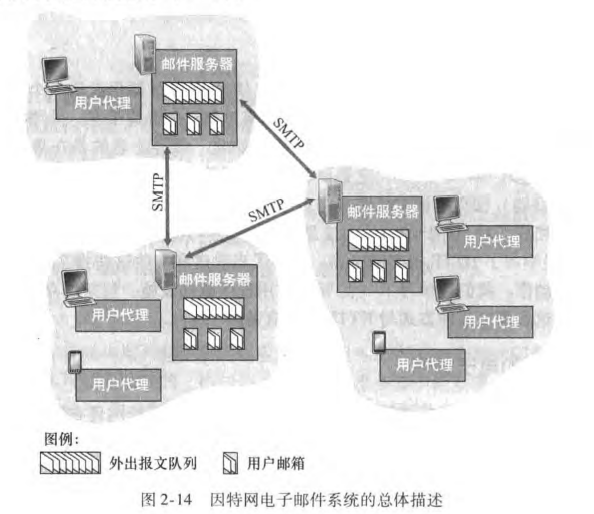 邮件服务器
用户代理
SMTP
SMTP
SMTP
邮件服务器
用户代理
用户代理
用户代理
邮件服务器
用户代理
用户代理
图例：
外出报文队列
用户邮箱
图 2-14 因特网电子邮件系统的总体描述